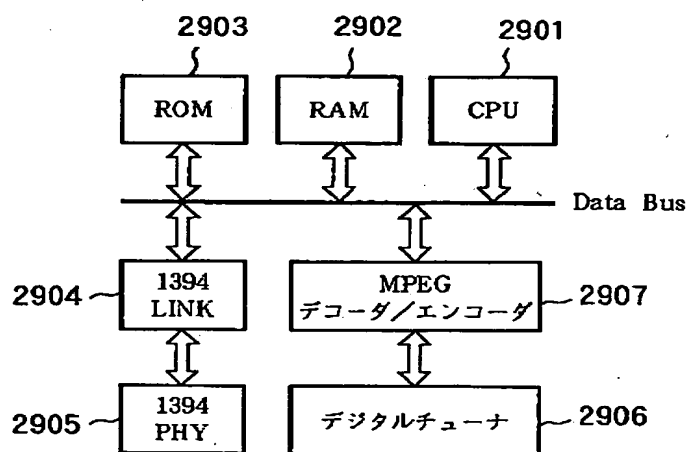 2903
2902
2901
ROM
RAM
CPU
Data Bus
2904
1394
LINK
MPEG
デコーダ/エンコーダ
2907
2905
1394
PHY
デジタルチューナ
2906